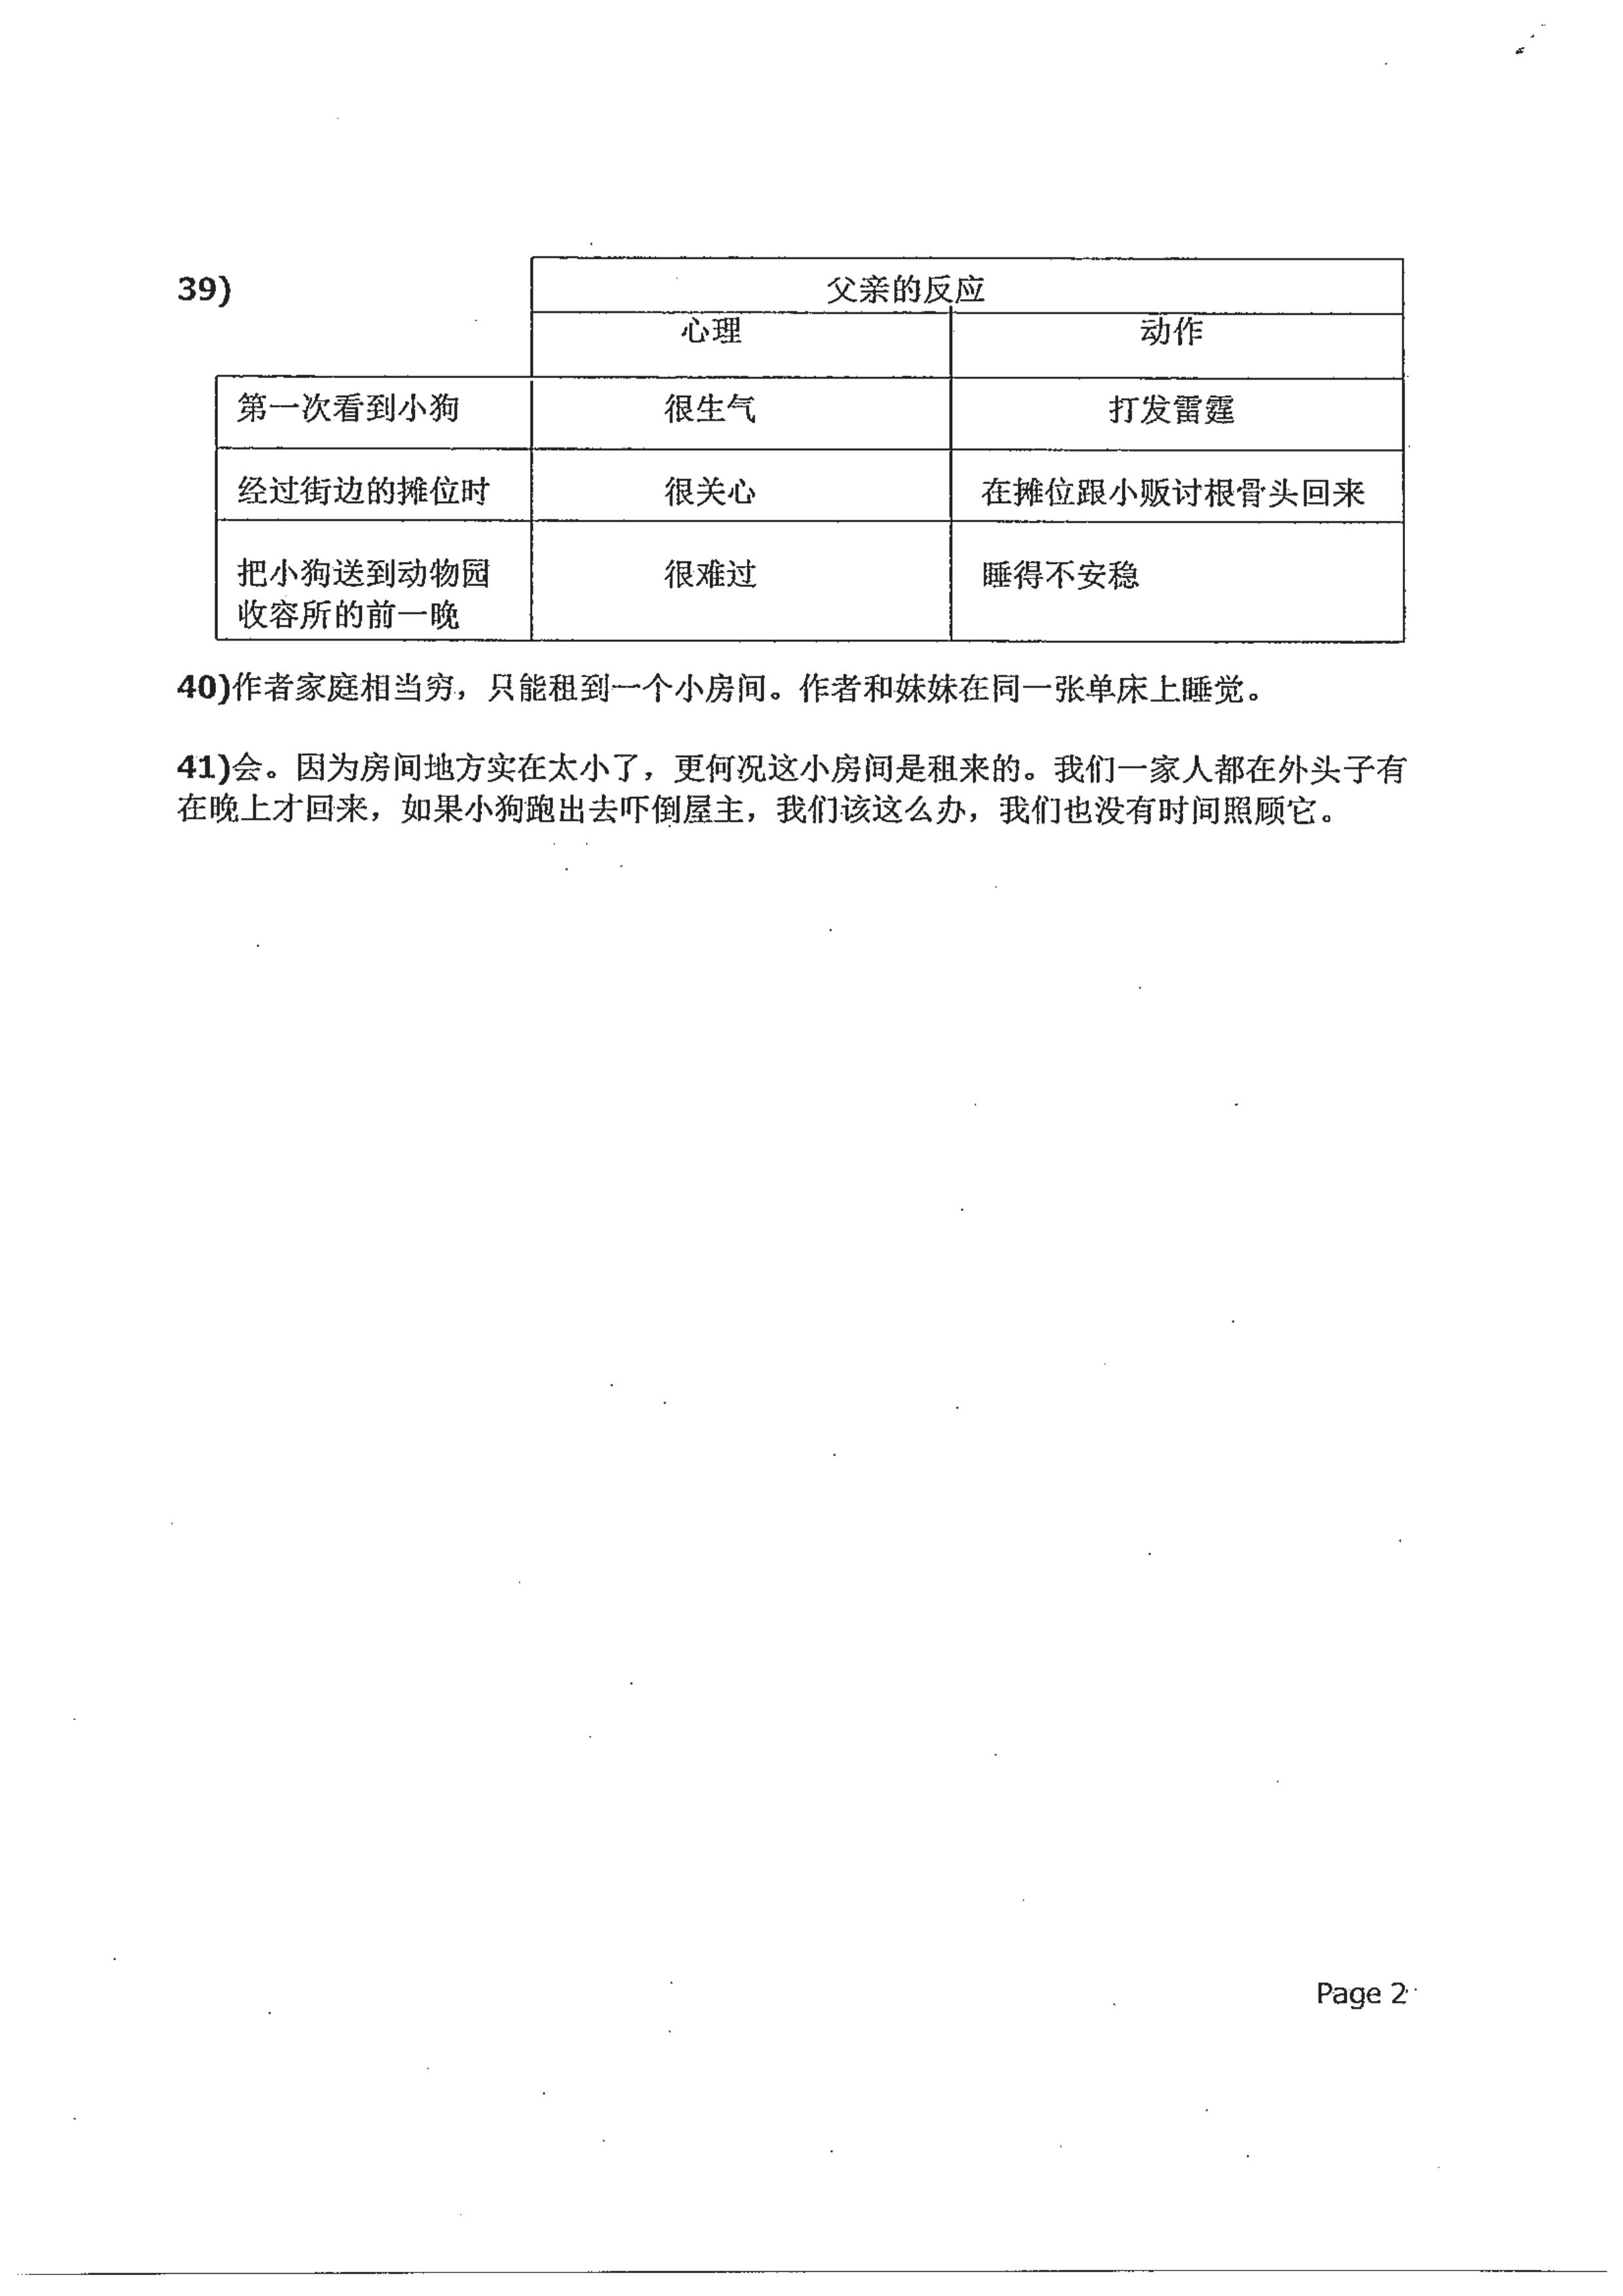 39)
父亲的反应
心理 动作
第一次看到小狗 很生气 打发雷霆
经过街边的摊位时 很关心 在摊位跟小贩讨根骨头回来
把小狗送到动物园 很难过 睡得不安稳
收容所的前一晚
40)作者家庭相当穷，只能租到一个小房间。作者和妹妹在同一张单床上睡觉。
41)会。因为房间地方实在太小了，更何况这小房间是租来的。我们一家人都在外头子有
在晚上才回来，如果小狗跑出去吓倒屋主，我们该这么办，我们也没有时间照顾它。
Page 2